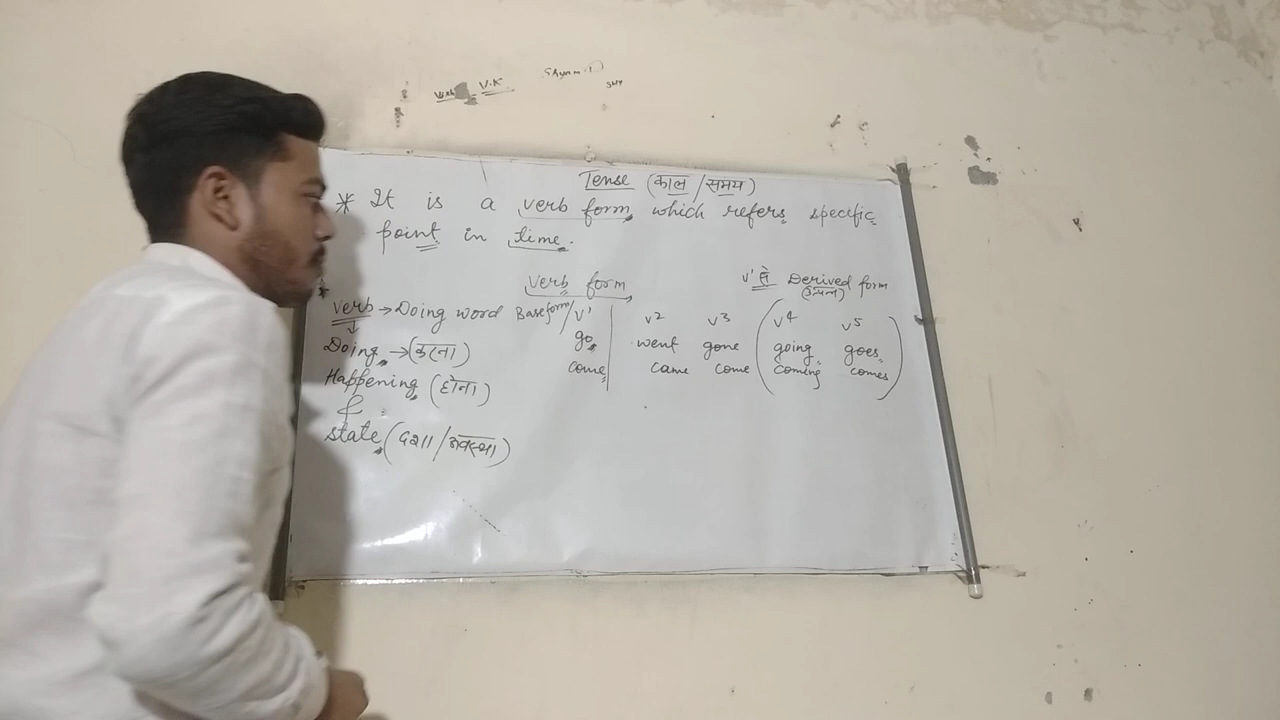 V.K
Tense (काल/समय)
* It is a verb form, which refers specific
point in time.
Verb form
V¹ से Derived form
(उत्पन्न)
* Verb → Doing word
↓
Base form/V¹ V² V³ (V⁴ V⁵)
Doing → (करना)
go went gone going goes
come came come coming comes
Happening (होना)
&
state (दशा/अवस्था)